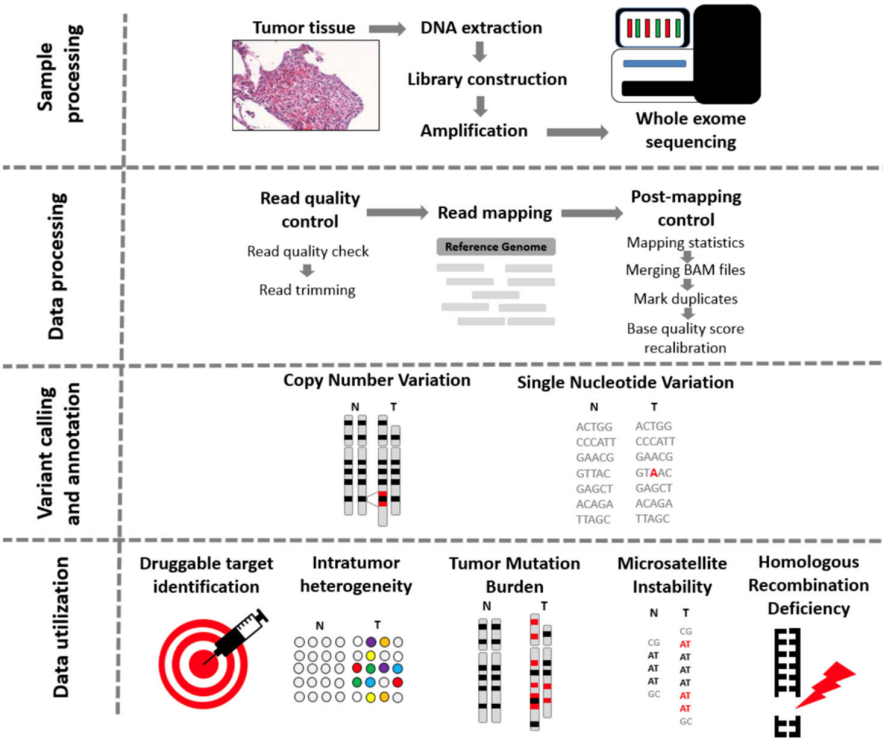 Sample
processing
Tumor tissue
DNA extraction
Library construction
Amplification
Whole exome
sequencing
Data processing
Read quality
control
Read quality check
Read trimming
Read mapping
Reference Genome
Post-mapping
control
Mapping statistics
Merging BAM files
Mark duplicates
Base quality score
recalibration
Variant calling
and annotation
Copy Number Variation
N T
Single Nucleotide Variation
N T
ACTGG ACTGG
CCCATT CCCATT
GAACG GAACG
GTTAC GTAAC
GAGCT GAGCT
ACAGA ACAGA
TTAGC TTAGC
Data utilization
Druggable target
identification
Intratumor
heterogeneity
N T
Tumor Mutation
Burden
N T
Microsatellite
Instability
N T
CG
CG AT
AT AT
AT AT
AT AT
GC AT
AT
GC
Homologous
Recombination
Deficiency